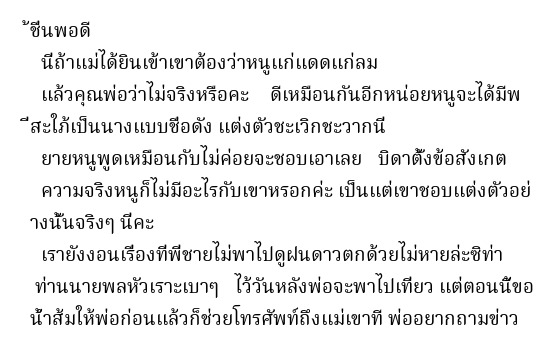 ้ชีนพอดี
นี่ถ้าแม่ได้ยินเข้าเขาต้องว่าหนูแก่แดดแก่ลม
แล้วคุณพ่อว่าไม่จริงหรือคะ ดีเหมือนกันอีกหน่อยหนูจะได้มีพ
ี่สะใภ้เป็นนางแบบชื่อดัง แต่งตัวชะเวิกชะวากนี่
ยายหนูพูดเหมือนกับไม่ค่อยจะชอบเอาเลย บิดาตั้งข้อสังเกต
ความจริงหนูก็ไม่มีอะไรกับเขาหรอกค่ะ เป็นแต่เขาชอบแต่งตัวอย่
างนั้นจริงๆ นี่คะ
เรายังงอนเรื่องที่พี่ชายไม่พาไปดูฝนดาวตกด้วยไม่หายล่ะซิท่า
ท่านนายพลหัวเราะเบาๆ ไว้วันหลังพ่อจะพาไปเที่ยว แต่ตอนนี้ขอ
น้ำส้มให้พ่อก่อนแล้วก็ช่วยโทรศัพท์ถึงแม่เขาที พ่ออยากถามข่าว